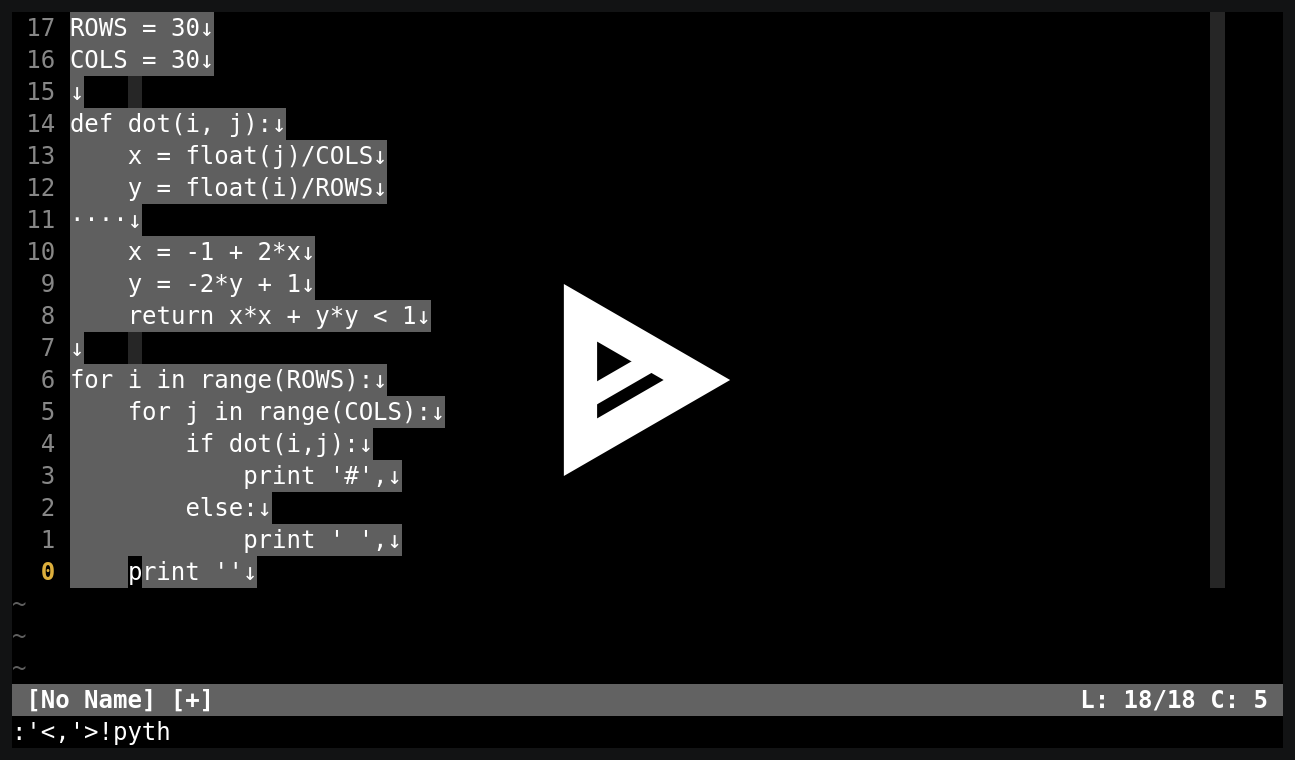 17 ROWS = 30↓
16 COLS = 30↓
15 ↓
14 def dot(i, j):↓
13     x = float(j)/COLS↓
12     y = float(i)/ROWS↓
11 ····↓
10     x = -1 + 2*x↓
 9     y = -2*y + 1↓
 8     return x*x + y*y < 1↓
 7 ↓
 6 for i in range(ROWS):↓
 5     for j in range(COLS):↓
 4         if dot(i,j):↓
 3             print '#',↓
 2         else:↓
 1             print ' ',↓
 0     print ''↓
~
~
~
[No Name] [+] L: 18/18 C: 5
:'<,'>!pyth